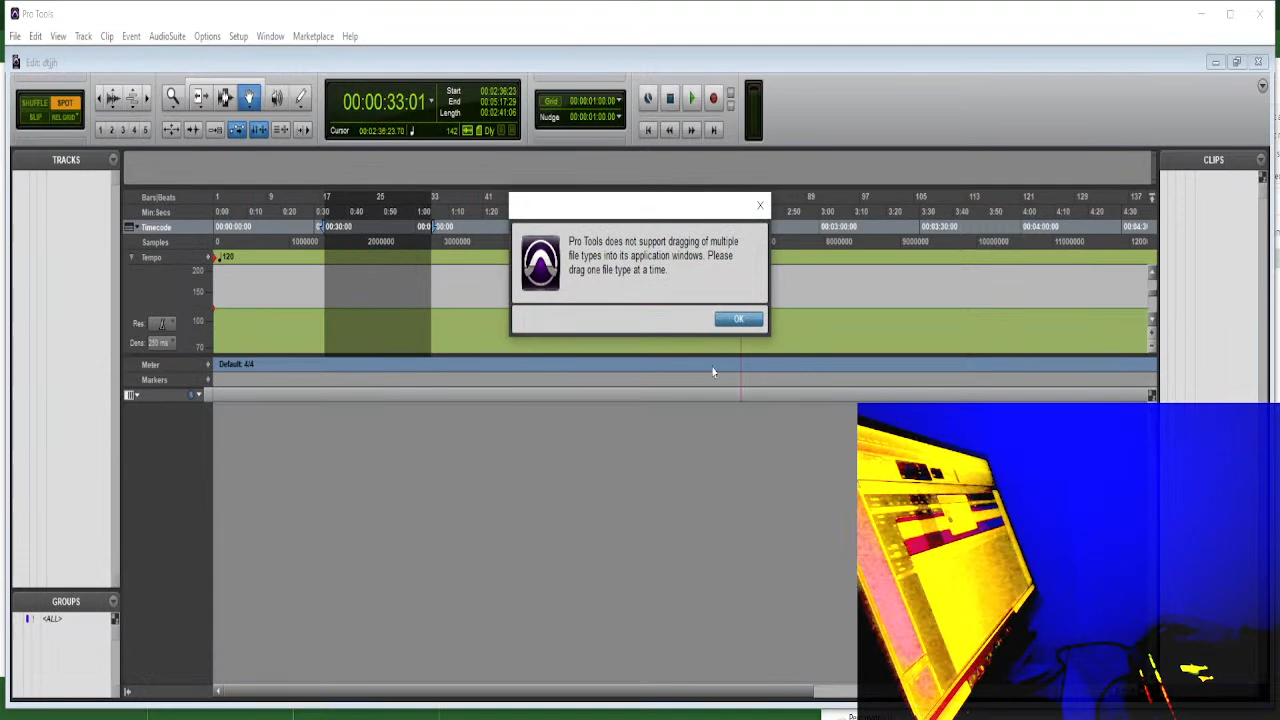 Pro Tools
File Edit View Track Clip Event AudioSuite Options Setup Window Marketplace Help
Edit: dtjjh
SHUFFLE SPOT
SLIP REL GRID
00:00:33:01
Start 00:02:36:23
End 00:05:17:29
Length 00:02:41:06
Cursor 00:02:36:23.70
142
Dly
Grid 00:00:01:00.00
Nudge 00:00:01:00.00
1 2 3 4 5
TRACKS
CLIPS
Bars|Beats 1 9 17 25 33 41 89 97 105 113 121 129 137
Min:Secs 0:00 0:10 0:20 0:30 0:40 0:50 1:00 1:10 1:20 2:50 3:00 3:10 3:20 3:30 3:40 3:50 4:00 4:10 4:20 4:30
Timecode 00:00:00:00 00:00:30:00 00:03:00:00 00:03:30:00 00:04:00:00
Samples 0 1000000 2000000 3000000 8000000 9000000 10000000 11000000
Tempo 120
200
150
Res:
100
Dens: 250 ms
70
Meter Default: 4/4
Markers
Pro Tools does not support dragging of multiple
file types into its application windows. Please
drag one file type at a time.
OK
GROUPS
! <ALL>